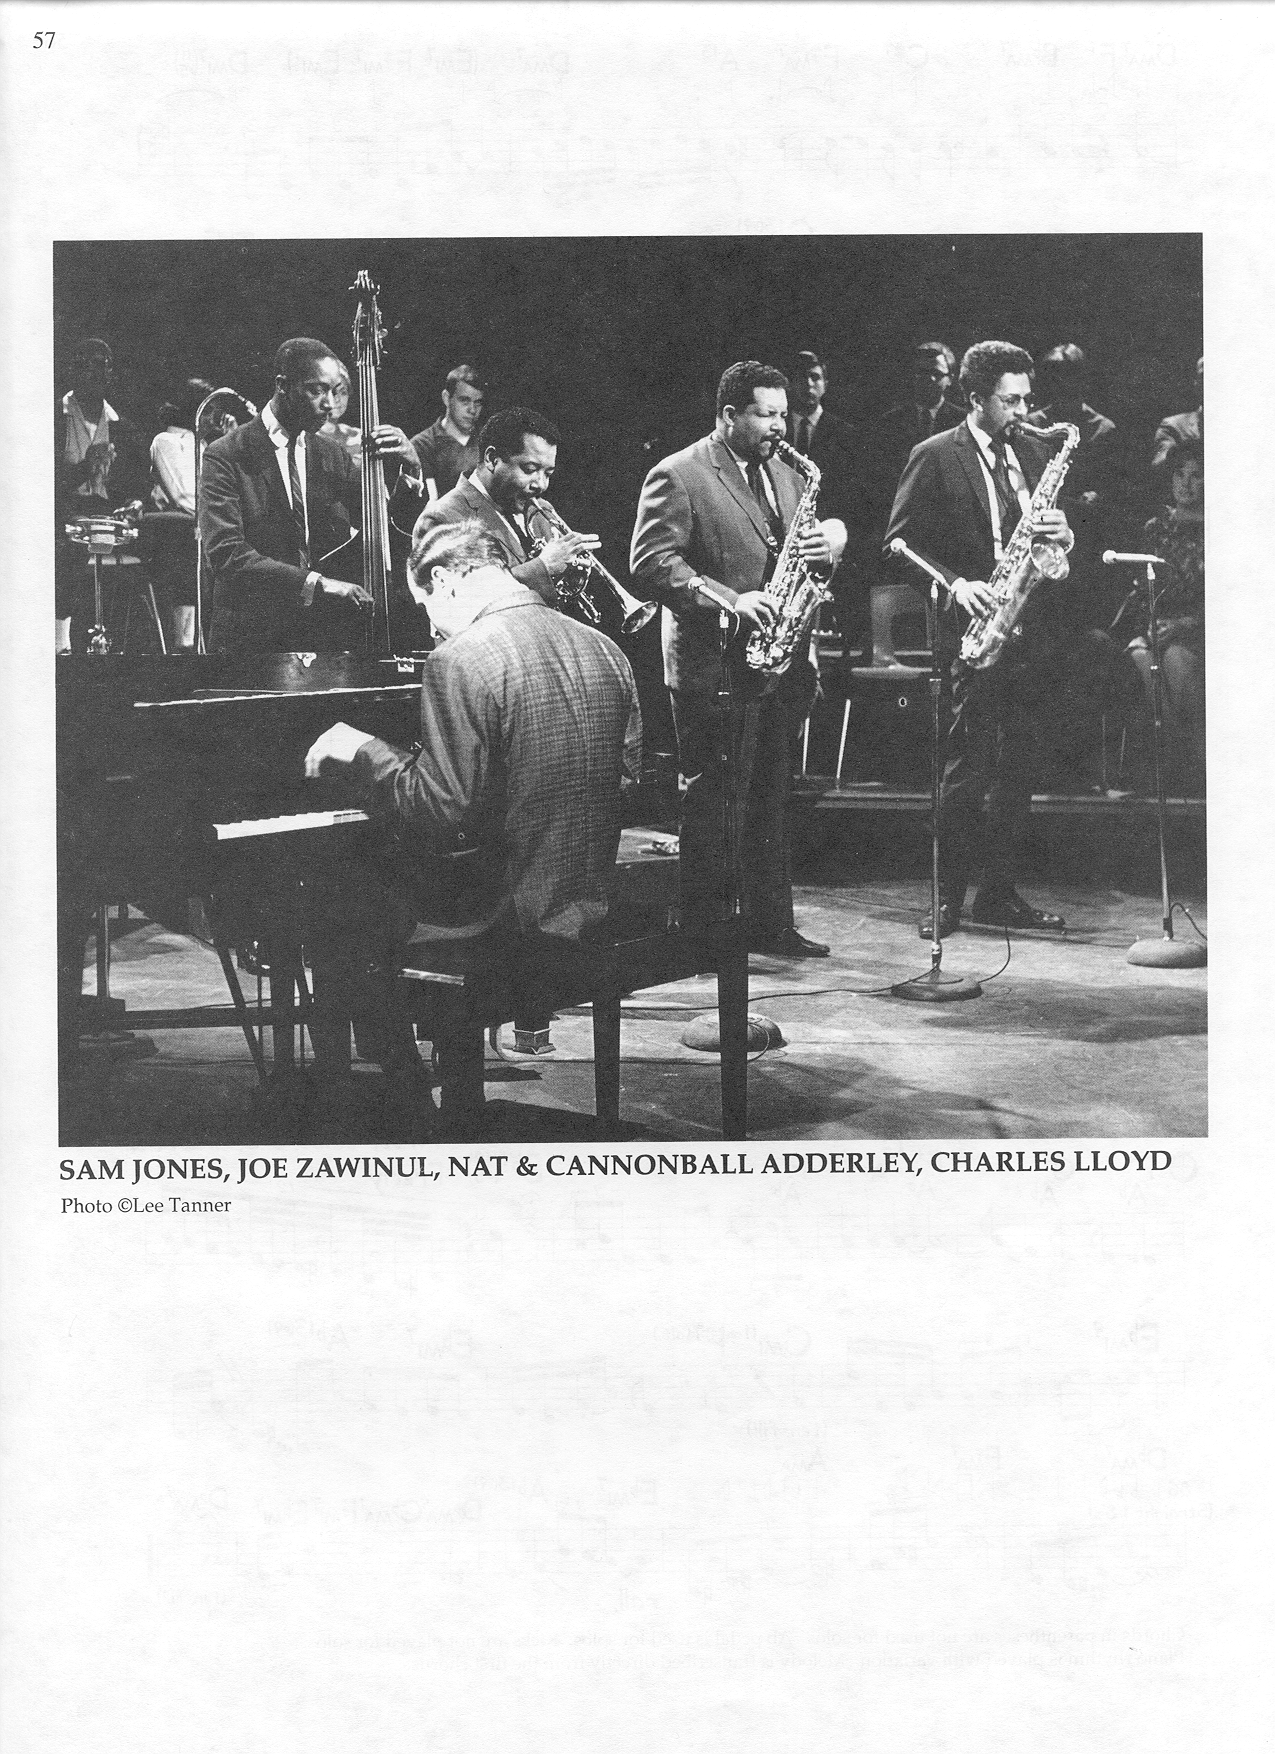 57
SAM JONES, JOE ZAWINUL, NAT & CANNONBALL ADDERLEY, CHARLES LLOYD
Photo ©Lee Tanner